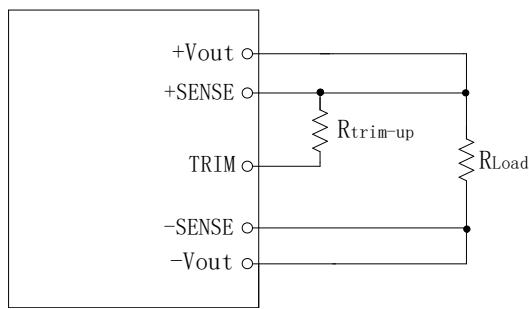 +Vout
+SENSE
Rtrim-up
TRIM
RLoad
-SENSE
-Vout